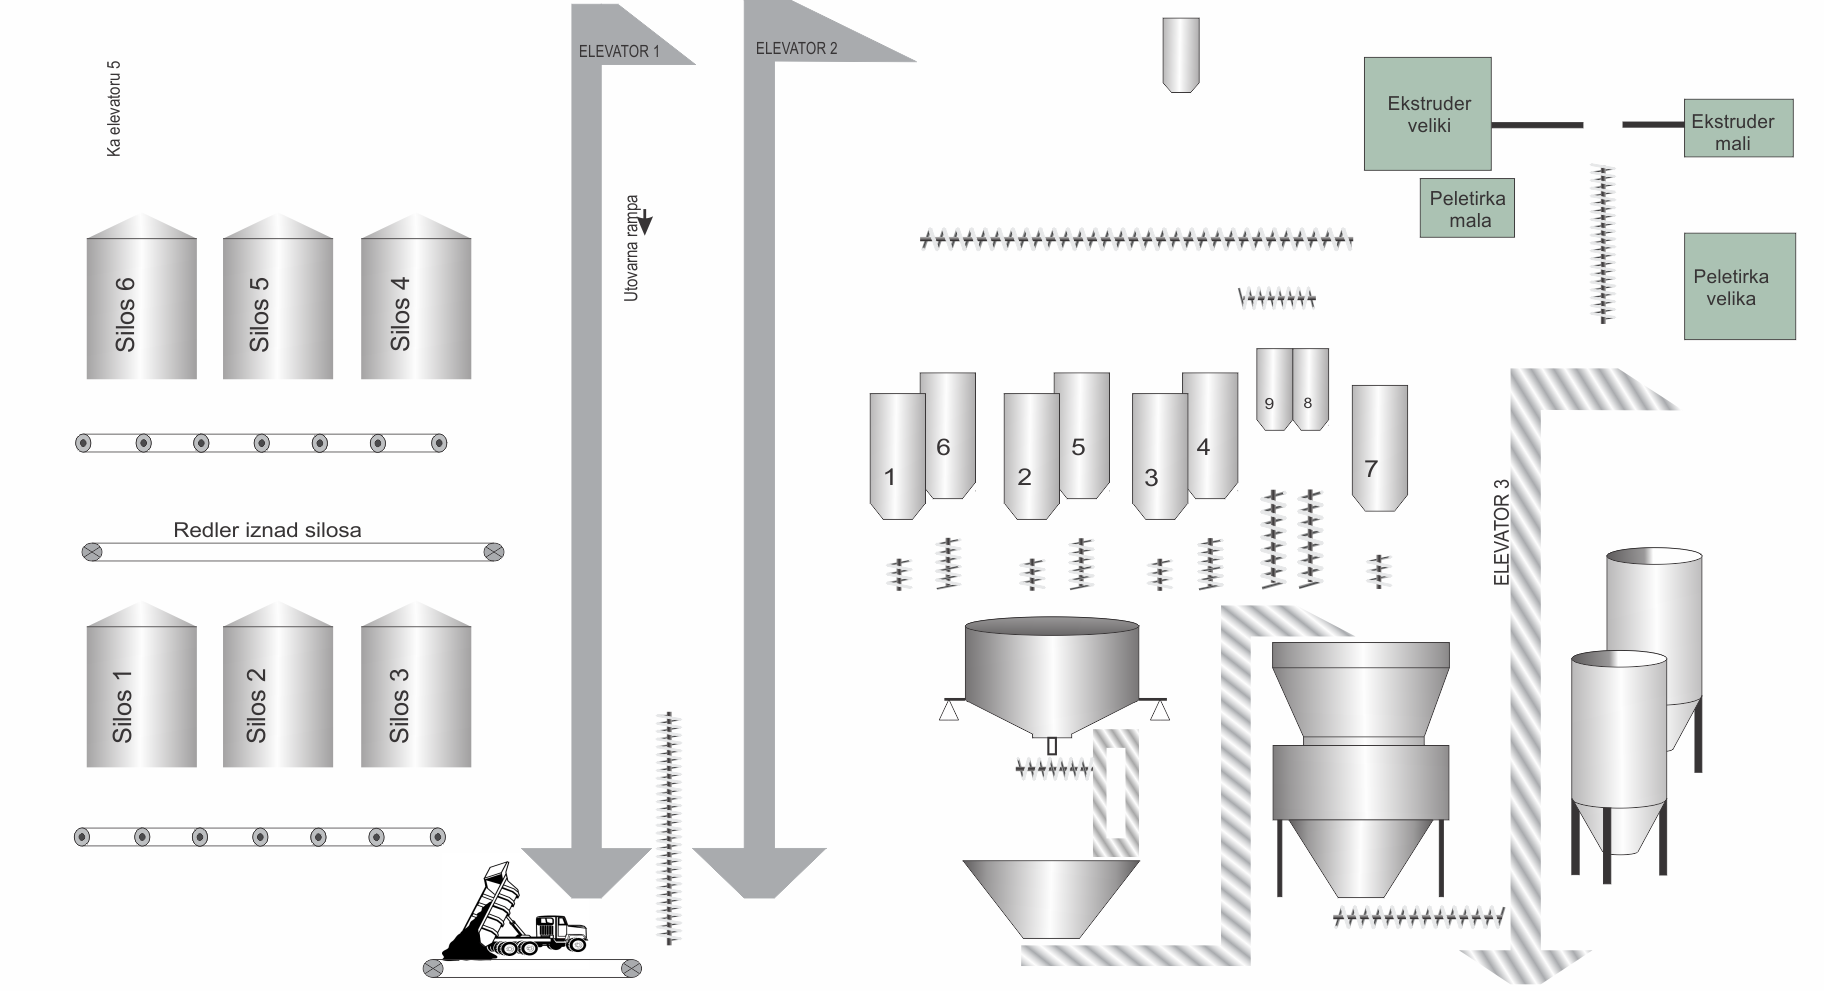 ELEVATOR 1
ELEVATOR 2
Ka elevatoru 5
Ekstruder
veliki
Ekstruder
mali
Peletirka
mala
Utovarna rampa
Peletirka
velika
Silos 6
Silos 5
Silos 4
9
8
6
5
4
1
2
3
7
ELEVATOR 3
Redler iznad silosa
Silos 1
Silos 2
Silos 3